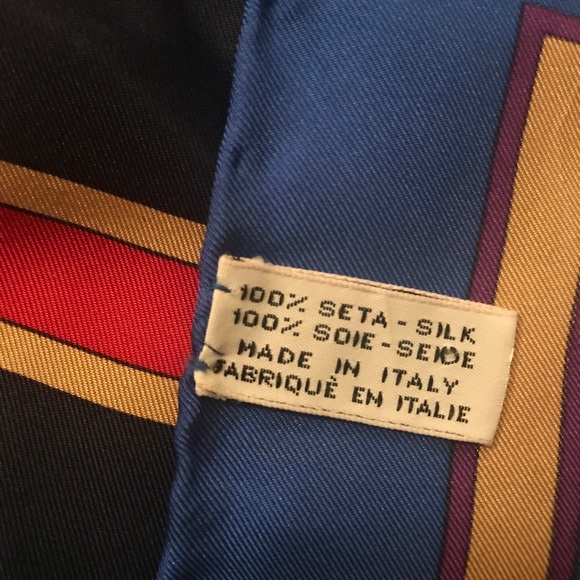 100% SETA - SILK
100% SOIE - SEIDE
MADE IN ITALY
FABRIQUÉ EN ITALIE